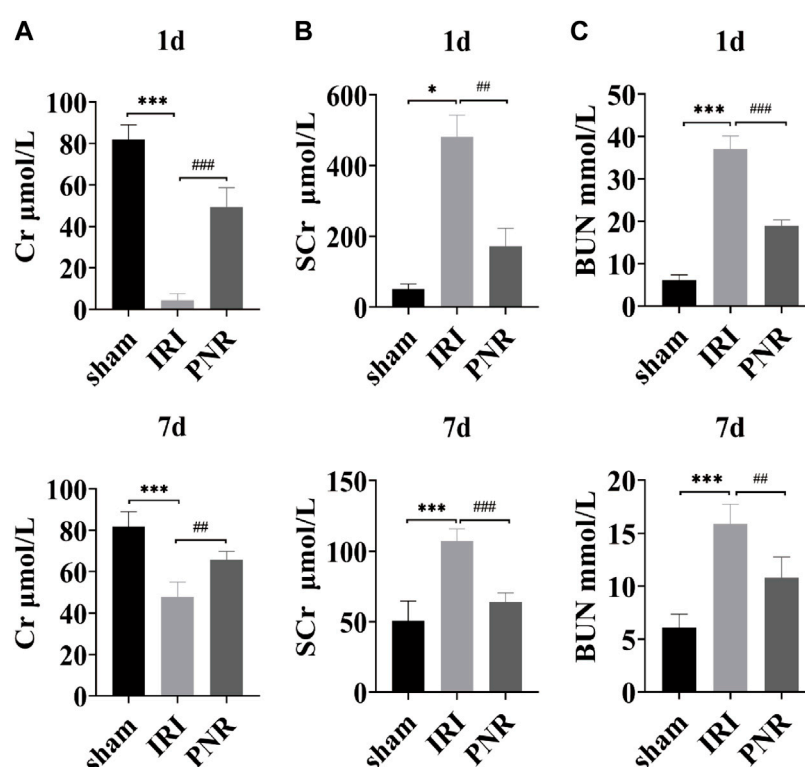 A
1d
Cr μmol/L
100
80
60
40
20
0
***
###
sham
IRI
PNR
B
1d
SCr μmol/L
600
400
200
0
*
##
sham
IRI
PNR
C
1d
BUN mmol/L
50
40
30
20
10
0
***
###
sham
IRI
PNR
7d
Cr μmol/L
100
80
60
40
20
0
***
##
sham
IRI
PNR
7d
SCr μmol/L
150
100
50
0
***
###
sham
IRI
PNR
7d
BUN mmol/L
20
15
10
5
0
***
##
sham
IRI
PNR